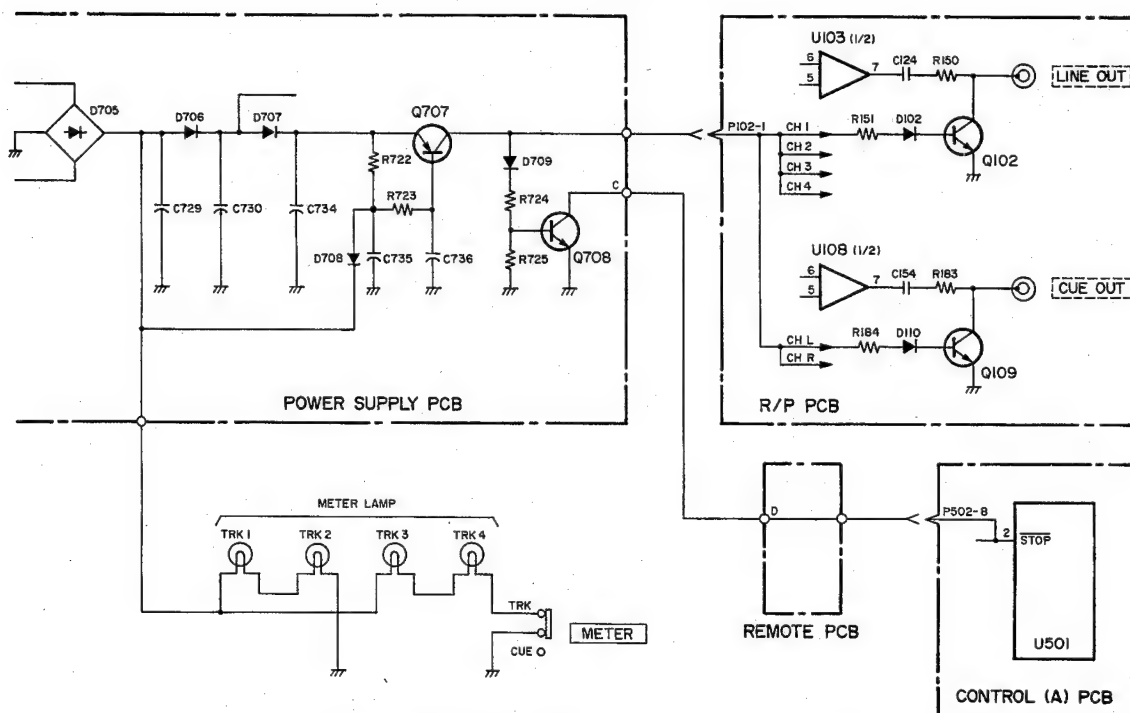 U103 (1/2)
6
5
7
C124
R150
LINE OUT
D705
D706
D707
Q707
P102-1
CH 1
CH 2
CH 3
CH 4
R151
D102
Q102
R722
D709
C729
C730
C734
R723
R724
C
D708
C735
C736
R725
Q708
U108 (1/2)
6
5
7
C154
R183
CUE OUT
CH L
CH R
R184
D110
Q109
POWER SUPPLY PCB
R/P PCB
METER LAMP
TRK 1
TRK 2
TRK 3
TRK 4
TRK
CUE
METER
D
REMOTE PCB
P502-8
2
STOP
U501
CONTROL (A) PCB